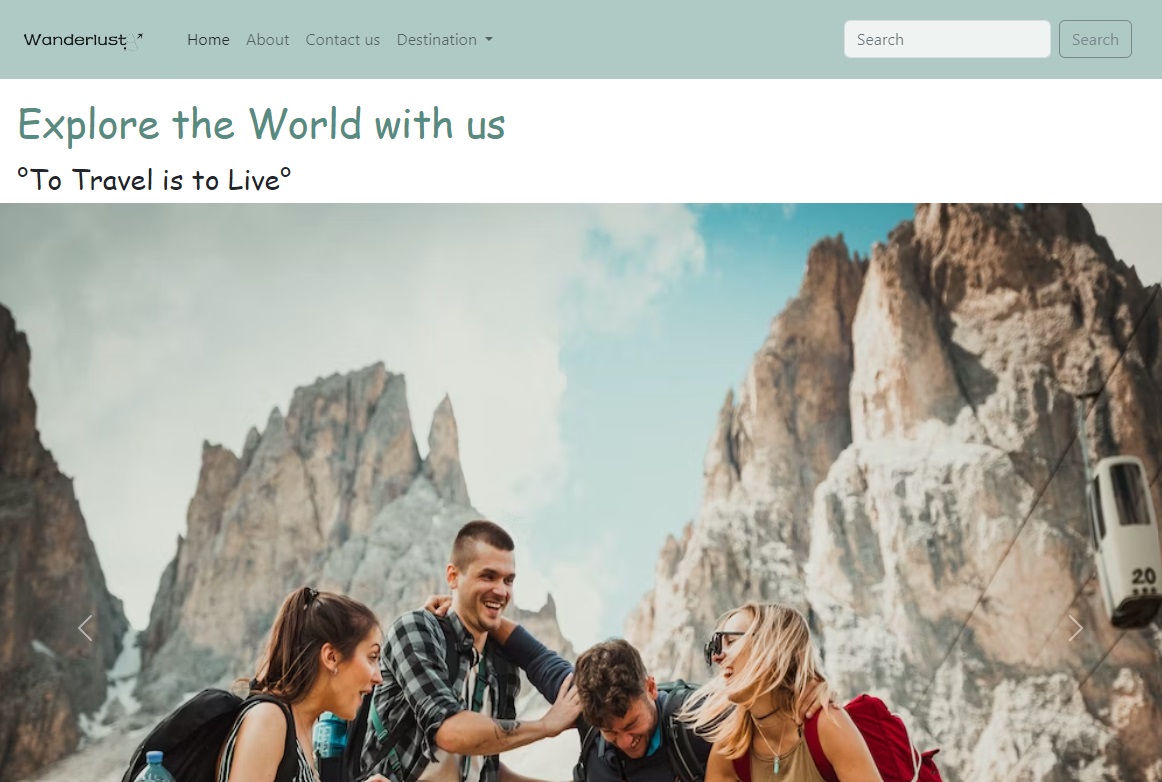 Wanderlust
Home About Contact us Destination
Search Search
Explore the World with us
°To Travel is to Live°
20